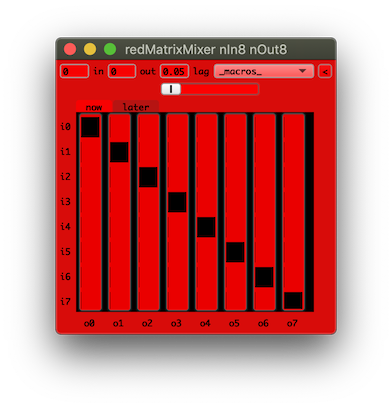 redMatrixMixer nIn8 nOut8
0 in 0 out 0.05 lag _macros_ <
now later
i0
i1
i2
i3
i4
i5
i6
i7
o0 o1 o2 o3 o4 o5 o6 o7